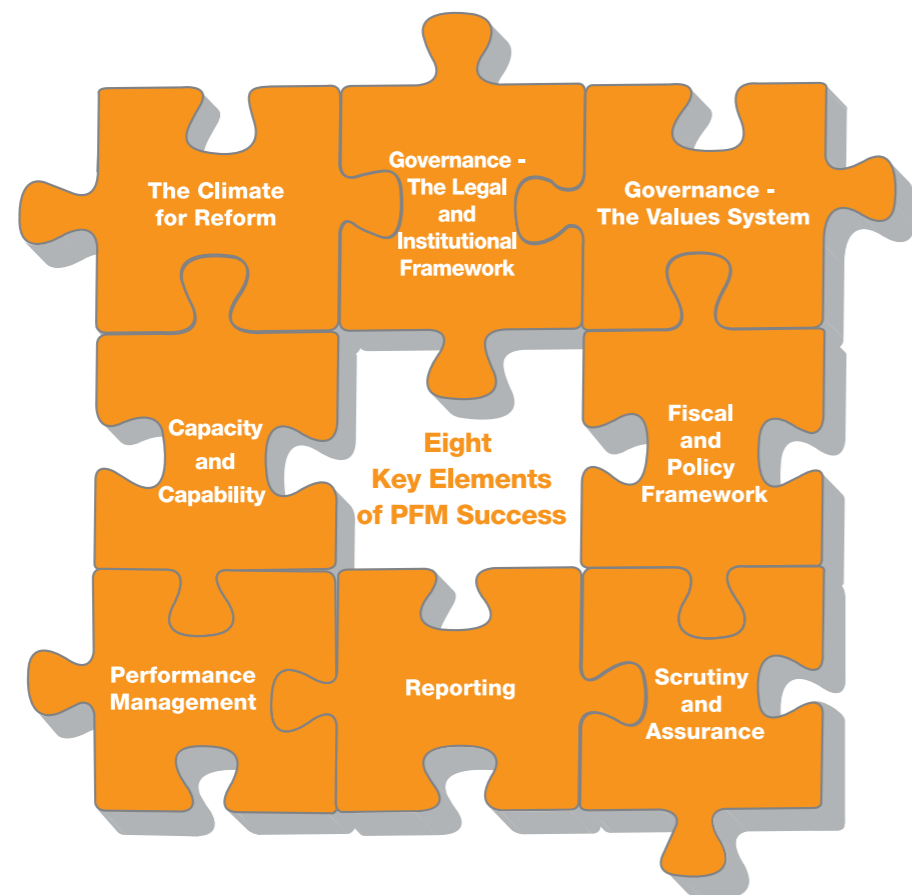 The Climate
for Reform
Governance -
The Legal
and
Institutional
Framework
Governance -
The Values System
Capacity
and
Capability
Eight
Key Elements
of PFM Success
Fiscal
and
Policy
Framework
Performance
Management
Reporting
Scrutiny
and
Assurance